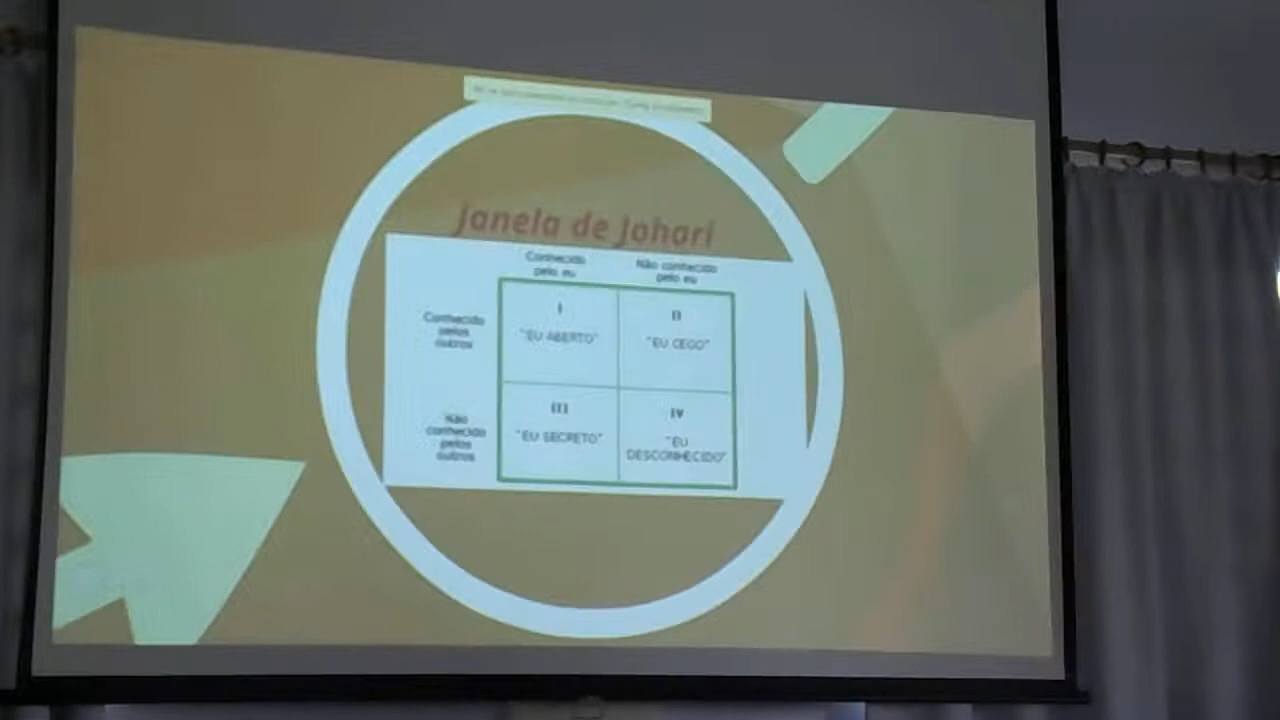 Janela de Johari
Conhecido
pelo eu
Não conhecido
pelo eu
Conhecido
pelos
outros
I
"EU ABERTO"
II
"EU CEGO"
Não
conhecido
pelos
outros
III
"EU SECRETO"
IV
"EU
DESCONHECIDO"